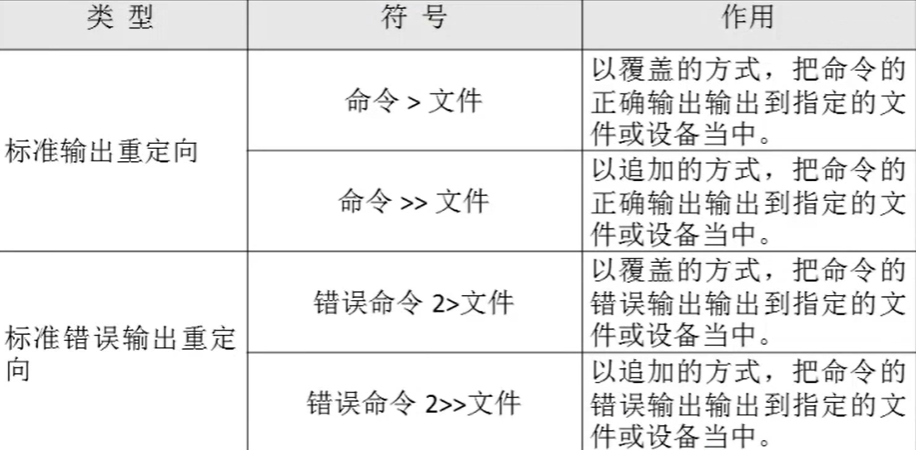 类 型
符 号
作用
标准输出重定向
命令 > 文件
以覆盖的方式，把命令的
正确输出输出到指定的文
件或设备当中。
命令 >> 文件
以追加的方式，把命令的
正确输出输出到指定的文
件或设备当中。
标准错误输出重定
向
错误命令 2>文件
以覆盖的方式，把命令的
错误输出输出到指定的文
件或设备当中。
错误命令 2>>文件
以追加的方式，把命令的
错误输出输出到指定的文
件或设备当中。